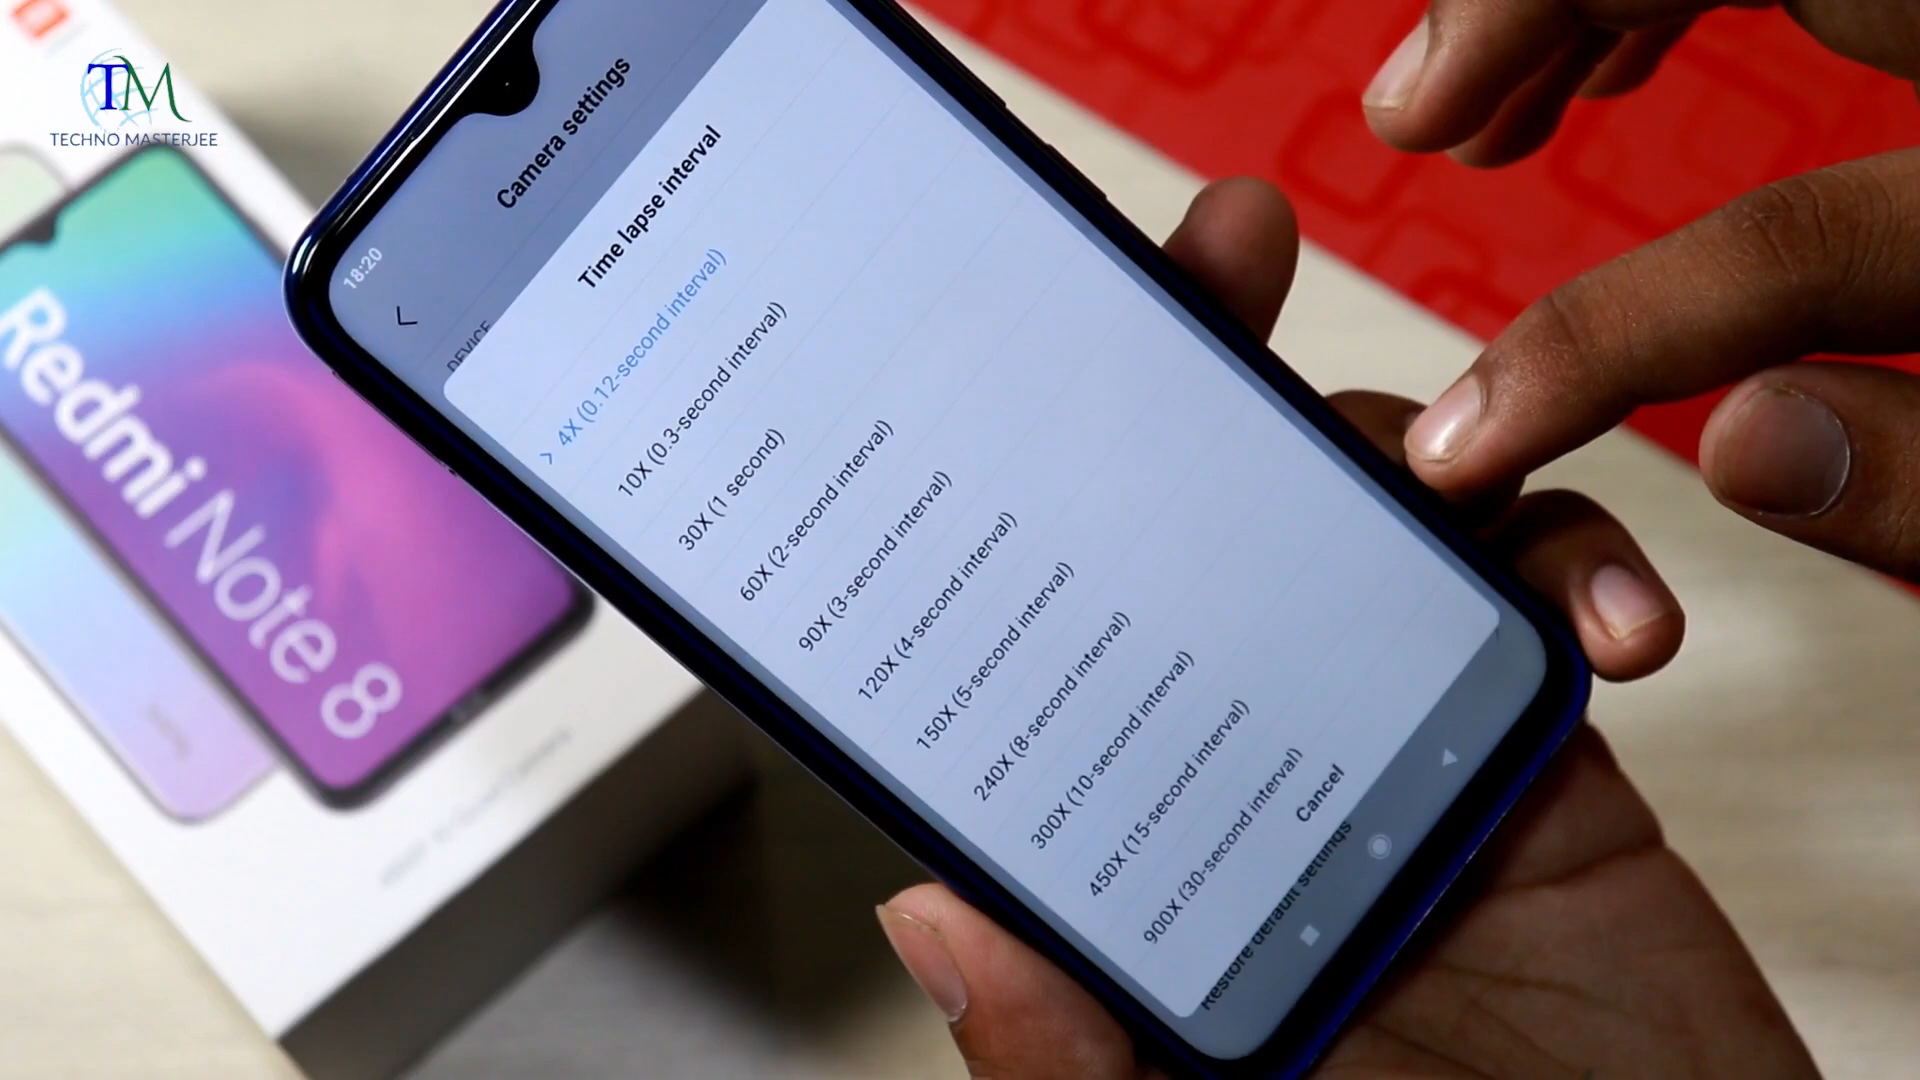 TM
TECHNO MASTERJEE
Redmi Note 8
18:20
Camera settings
DEVICE
Time lapse interval
4X (0.12-second interval)
10X (0.3-second interval)
30X (1 second)
60X (2-second interval)
90X (3-second interval)
120X (4-second interval)
150X (5-second interval)
240X (8-second interval)
300X (10-second interval)
450X (15-second interval)
900X (30-second interval)
Cancel
Restore default settings